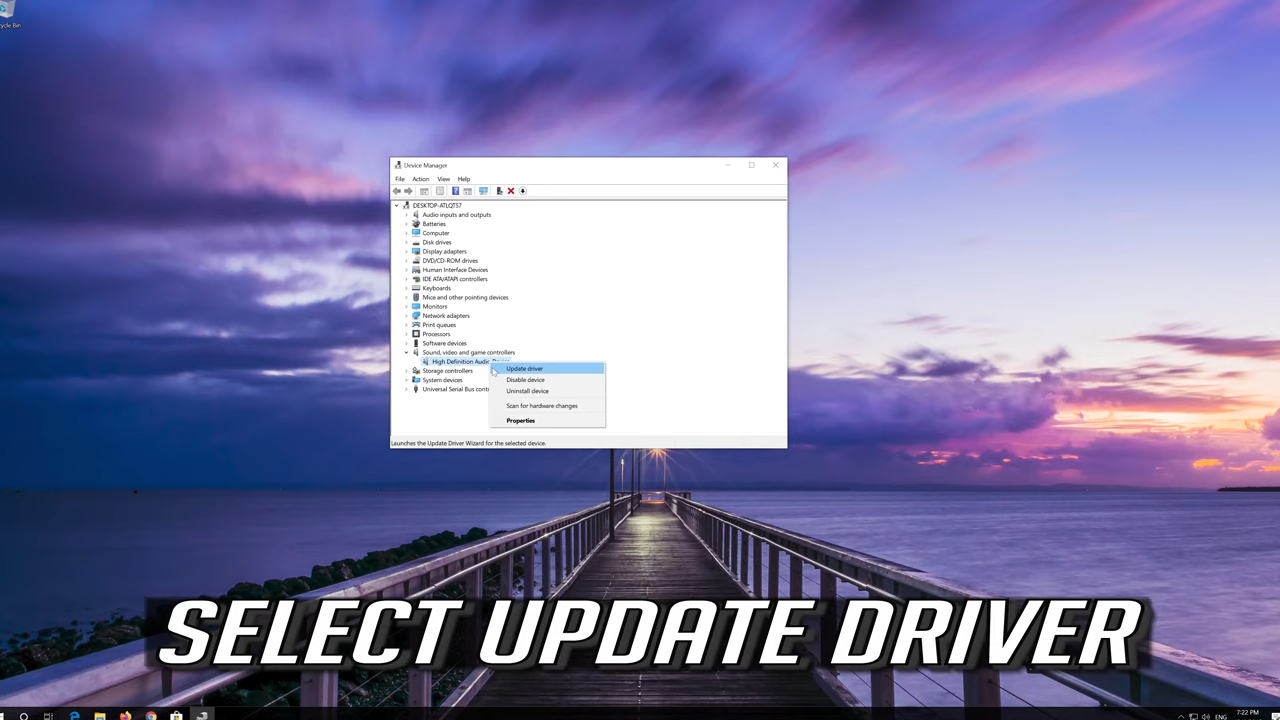 cycle Bin
Device Manager
File Action View Help
DESKTOP-ATLQT57
Audio inputs and outputs
Batteries
Computer
Disk drives
Display adapters
DVD/CD-ROM drives
Human Interface Devices
IDE ATA/ATAPI controllers
Keyboards
Mice and other pointing devices
Monitors
Network adapters
Print queues
Processors
Software devices
Sound, video and game controllers
High Definition Audio
Update driver
Storage controllers
Disable device
System devices
Universal Serial Bus contr
Uninstall device
Scan for hardware changes
Properties
Launches the Update Driver Wizard for the selected device.
SELECT UPDATE DRIVER
ENG
7:22 PM